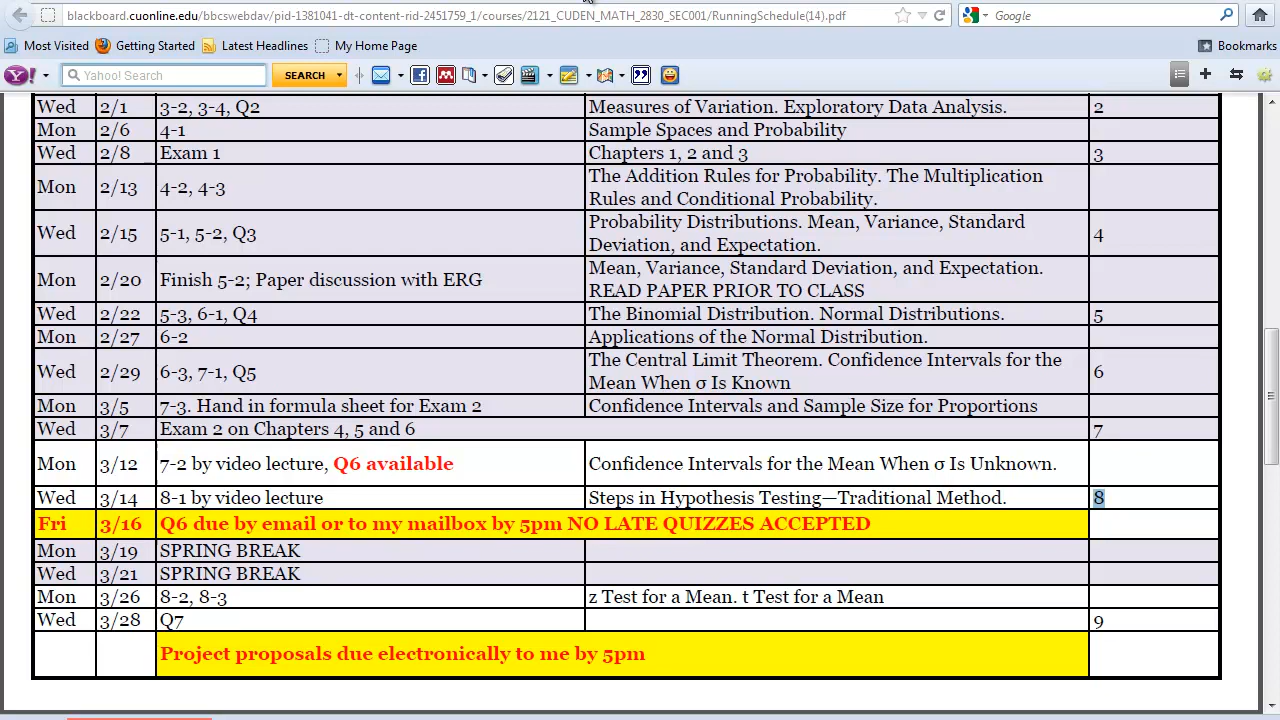 blackboard.cuonline.edu/bbcswebdav/pid-1381041-dt-content-rid-2451759_1/courses/2121_CUDEN_MATH_2830_SEC001/RunningSchedule(14).pdf
Google
Most Visited Getting Started Latest Headlines My Home Page Bookmarks
Y! Yahoo! Search SEARCH
Wed 2/1 3-2, 3-4, Q2 Measures of Variation. Exploratory Data Analysis. 2
Mon 2/6 4-1 Sample Spaces and Probability
Wed 2/8 Exam 1 Chapters 1, 2 and 3 3
Mon 2/13 4-2, 4-3 The Addition Rules for Probability. The Multiplication
Rules and Conditional Probability.
Wed 2/15 5-1, 5-2, Q3 Probability Distributions. Mean, Variance, Standard
Deviation, and Expectation. 4
Mon 2/20 Finish 5-2; Paper discussion with ERG Mean, Variance, Standard Deviation, and Expectation.
READ PAPER PRIOR TO CLASS
Wed 2/22 5-3, 6-1, Q4 The Binomial Distribution. Normal Distributions. 5
Mon 2/27 6-2 Applications of the Normal Distribution.
Wed 2/29 6-3, 7-1, Q5 The Central Limit Theorem. Confidence Intervals for the
Mean When σ Is Known 6
Mon 3/5 7-3. Hand in formula sheet for Exam 2 Confidence Intervals and Sample Size for Proportions
Wed 3/7 Exam 2 on Chapters 4, 5 and 6 7
Mon 3/12 7-2 by video lecture, Q6 available Confidence Intervals for the Mean When σ Is Unknown.
Wed 3/14 8-1 by video lecture Steps in Hypothesis Testing—Traditional Method. 8
Fri 3/16 Q6 due by email or to my mailbox by 5pm NO LATE QUIZZES ACCEPTED
Mon 3/19 SPRING BREAK
Wed 3/21 SPRING BREAK
Mon 3/26 8-2, 8-3 z Test for a Mean. t Test for a Mean
Wed 3/28 Q7 9
Project proposals due electronically to me by 5pm